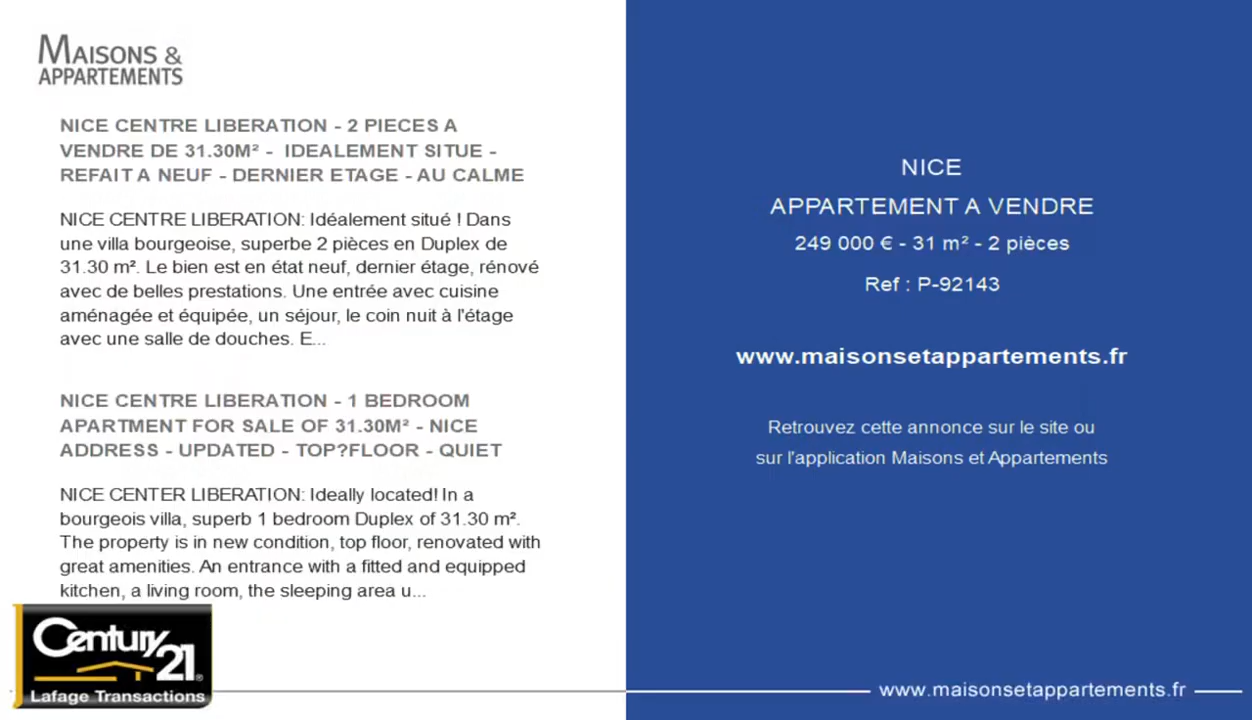 MAISONS &
APPARTEMENTS
NICE CENTRE LIBERATION - 2 PIECES A
VENDRE DE 31.30M² - IDEALEMENT SITUE -
REFAIT A NEUF - DERNIER ETAGE - AU CALME
NICE CENTRE LIBERATION: Idéalement situé ! Dans
une villa bourgeoise, superbe 2 pièces en Duplex de
31.30 m². Le bien est en état neuf, dernier étage, rénové
avec de belles prestations. Une entrée avec cuisine
aménagée et équipée, un séjour, le coin nuit à l'étage
avec une salle de douches. E...
NICE CENTRE LIBERATION - 1 BEDROOM
APARTMENT FOR SALE OF 31.30M² - NICE
ADDRESS - UPDATED - TOP?FLOOR - QUIET
NICE CENTER LIBERATION: Ideally located! In a
bourgeois villa, superb 1 bedroom Duplex of 31.30 m².
The property is in new condition, top floor, renovated with
great amenities. An entrance with a fitted and equipped
kitchen, a living room, the sleeping area u...
Century 21®
Lafage Transactions
NICE
APPARTEMENT A VENDRE
249 000 € - 31 m² - 2 pièces
Ref : P-92143
www.maisonsetappartements.fr
Retrouvez cette annonce sur le site ou
sur l'application Maisons et Appartements
www.maisonsetappartements.fr